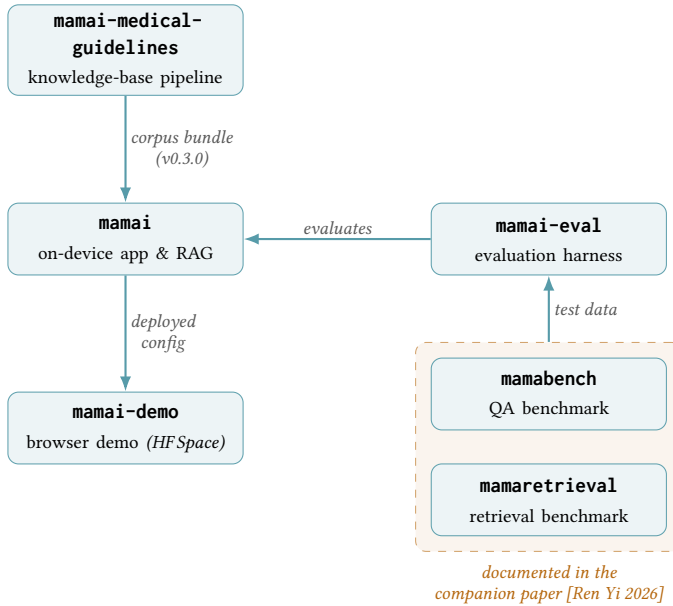 mamai-medical-
guidelines
knowledge-base pipeline
corpus bundle
(v0.3.0)
mamai
on-device app & RAG
evaluates
mamai-eval
evaluation harness
deployed
config
test data
mamabench
QA benchmark
mamai-demo
browser demo (HF Space)
mamaretrieval
retrieval benchmark
documented in the
companion paper [Ren Yi 2026]